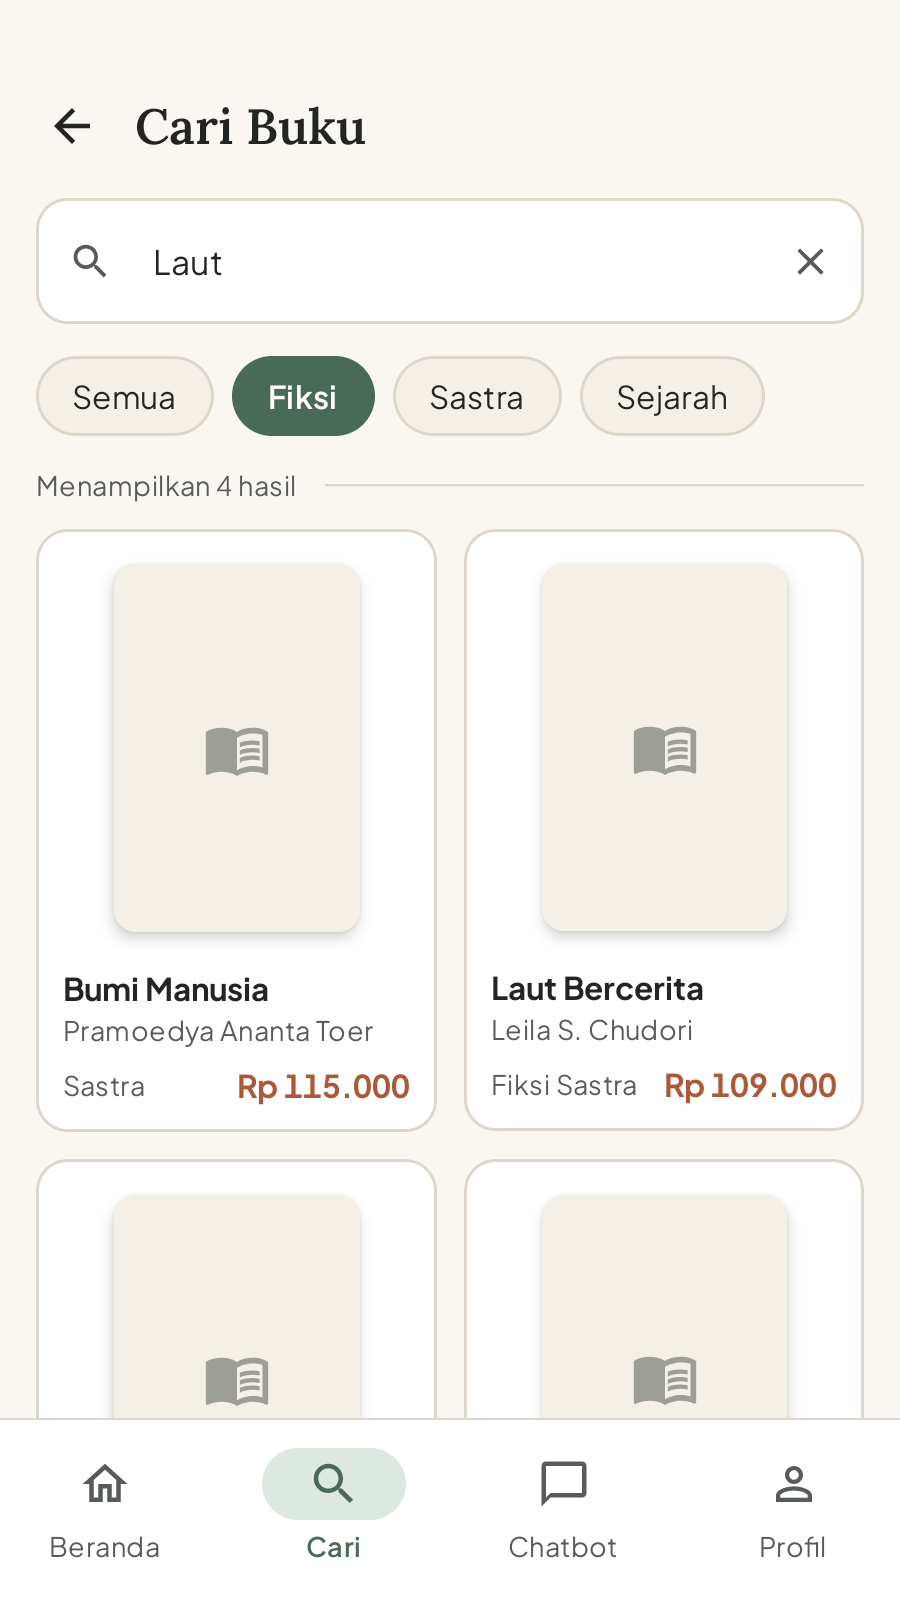 Cari Buku
Laut
Semua
Fiksi
Sastra
Sejarah
Menampilkan 4 hasil
Bumi Manusia
Pramoedya Ananta Toer
Sastra
Rp 115.000
Laut Bercerita
Leila S. Chudori
Fiksi Sastra
Rp 109.000
Beranda
Cari
Chatbot
Profil